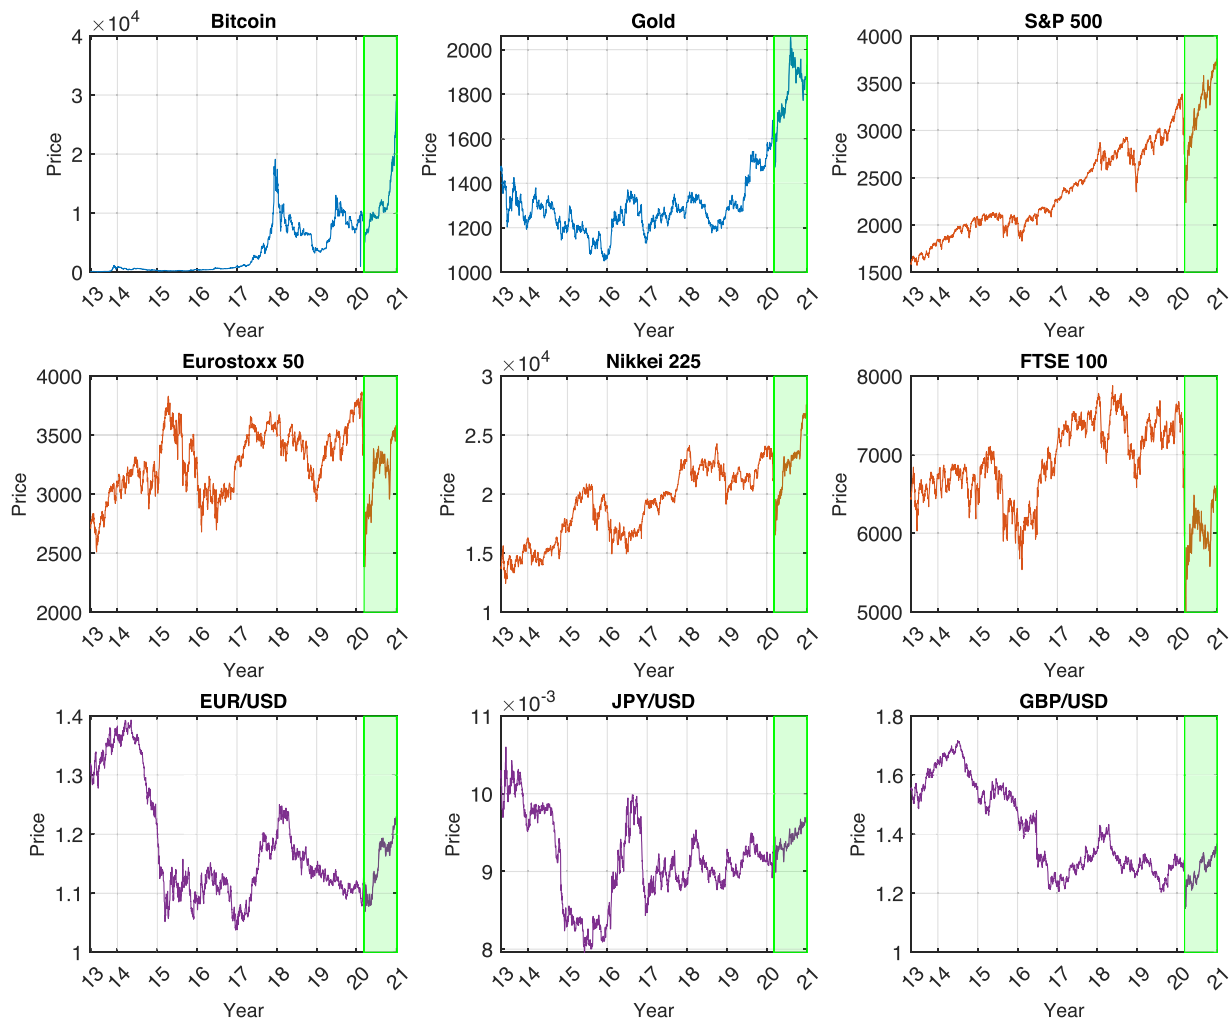 Bitcoin
×10⁴
4
3
2
1
0
Price
13 14 15 16 17 18 19 20 21
Year
Gold
2000
1800
1600
1400
1200
1000
Price
13 14 15 16 17 18 19 20 21
Year
S&P 500
4000
3500
3000
2500
2000
1500
Price
13 14 15 16 17 18 19 20 21
Year
Eurostoxx 50
4000
3500
3000
2500
2000
Price
13 14 15 16 17 18 19 20 21
Year
Nikkei 225
×10⁴
3
2.5
2
1.5
1
Price
13 14 15 16 17 18 19 20 21
Year
FTSE 100
8000
7000
6000
5000
Price
13 14 15 16 17 18 19 20 21
Year
EUR/USD
1.4
1.3
1.2
1.1
1
Price
13 14 15 16 17 18 19 20 21
Year
JPY/USD
×10⁻³
11
10
9
8
Price
13 14 15 16 17 18 19 20 21
Year
GBP/USD
1.8
1.6
1.4
1.2
1
Price
13 14 15 16 17 18 19 20 21
Year